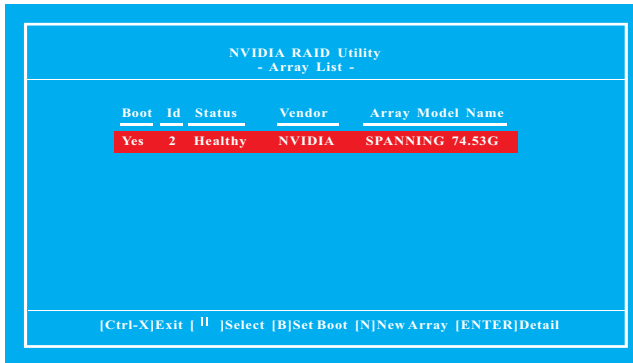 NVIDIA RAID Utility
- Array List -
Boot Id Status Vendor Array Model Name
Yes 2 Healthy NVIDIA SPANNING 74.53G
[Ctrl-X]Exit [ ]Select [B]Set Boot [N]New Array [ENTER]Detail